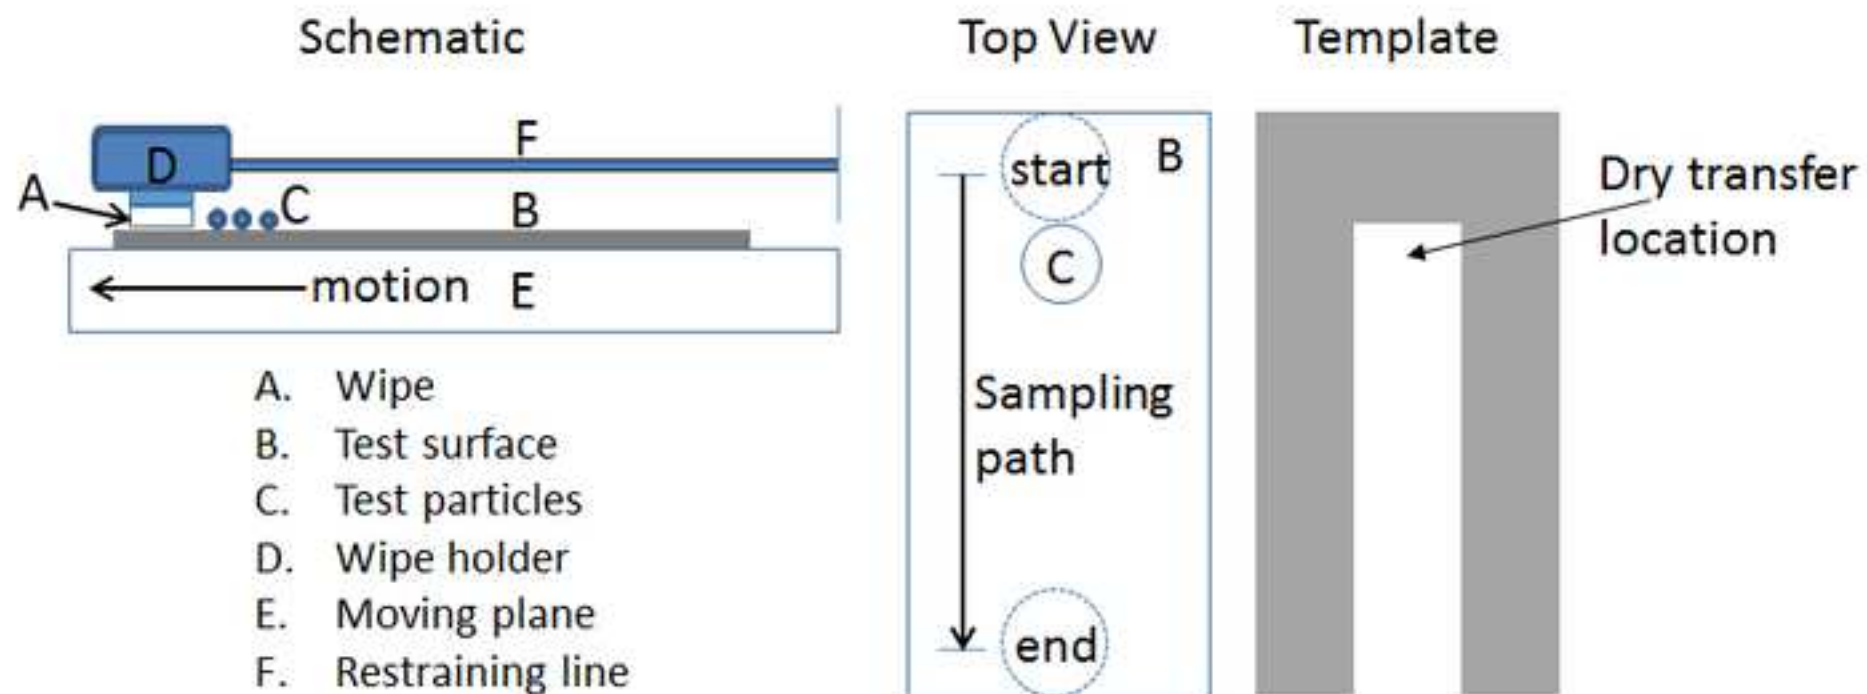 Schematic
F
D
A
C
B
motion E
A. Wipe
B. Test surface
C. Test particles
D. Wipe holder
E. Moving plane
F. Restraining line
Top View
start
B
C
Sampling
path
end
Template
Dry transfer
location